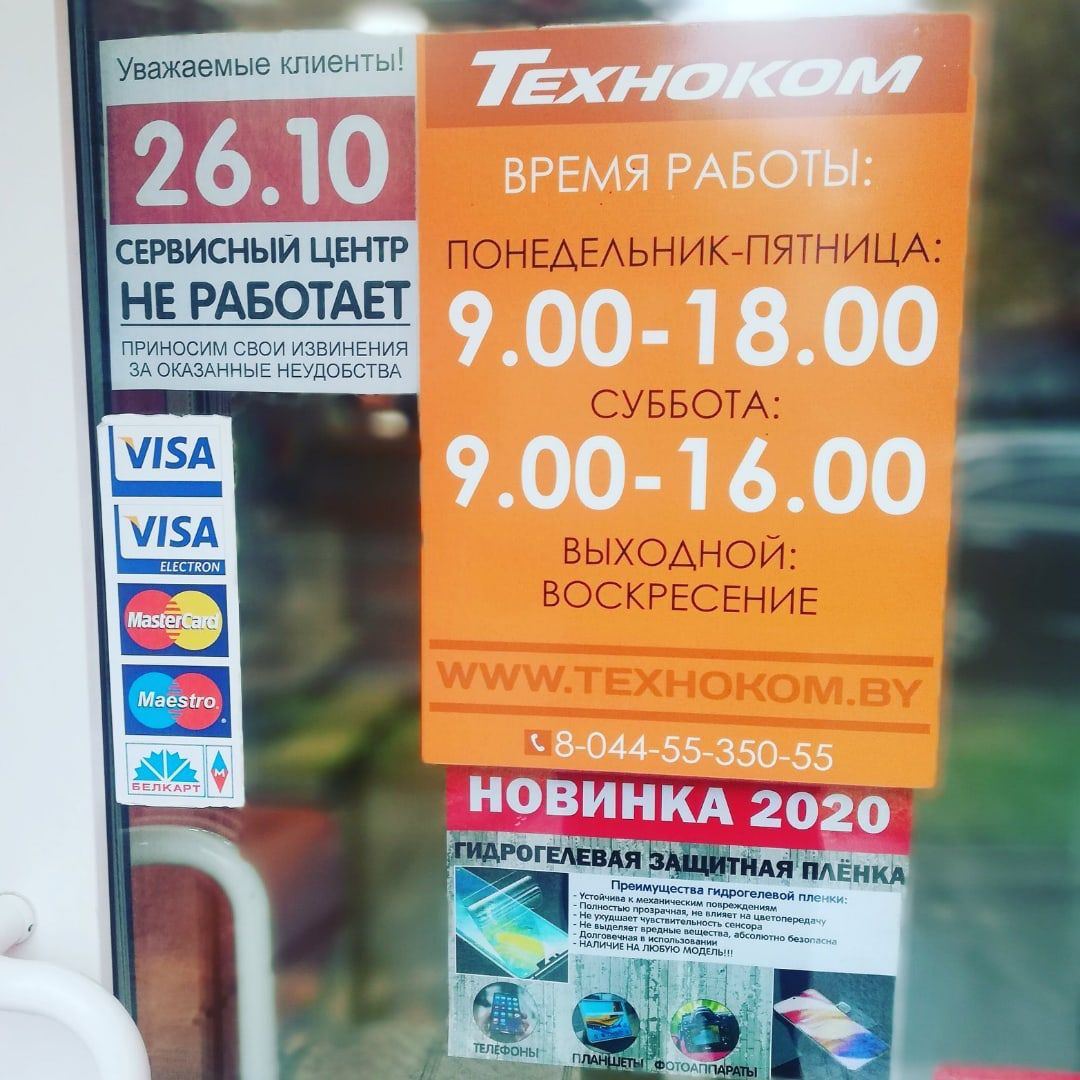 Уважаемые клиенты!
26.10
СЕРВИСНЫЙ ЦЕНТР
НЕ РАБОТАЕТ
ПРИНОСИМ СВОИ ИЗВИНЕНИЯ
ЗА ОКАЗАННЫЕ НЕУДОБСТВА
VISA
VISA
ELECTRON
MasterCard
Maestro
БЕЛКАРТ М
ТЕХНОКОМ
ВРЕМЯ РАБОТЫ:
ПОНЕДЕЛЬНИК-ПЯТНИЦА:
9.00-18.00
СУББОТА:
9.00-16.00
ВЫХОДНОЙ:
ВОСКРЕСЕНИЕ
WWW.ТЕХНОКОМ.BY
8-044-55-350-55
НОВИНКА 2020
ГИДРОГЕЛЕВАЯ ЗАЩИТНАЯ ПЛЁНКА
Преимущества гидрогелевой пленки:
- Устойчива к механическим повреждениям
- Полностью прозрачная, не влияет на цветопередачу
- Не ухудшает чувствительность сенсора
- Не выделяет вредные вещества, абсолютно безопасна
- Долговечная в использовании
- НАЛИЧИЕ НА ЛЮБУЮ МОДЕЛЬ!!!
ТЕЛЕФОНЫ
ПЛАНШЕТЫ
ФОТОАППАРАТЫ